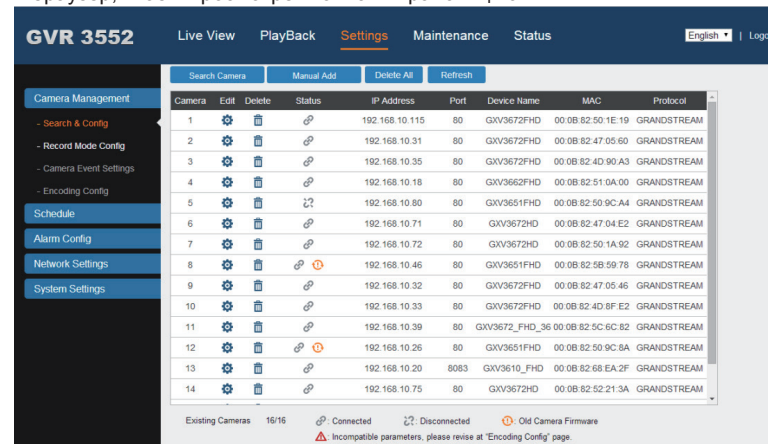 GVR 3552 Live View PlayBack Settings Maintenance Status English | Logo
Search Camera Manual Add Delete All Refresh
Camera Management
- Search & Config
- Record Mode Config
- Camera Event Settings
- Encoding Config
Schedule
Alarm Config
Network Settings
System Settings
Camera Edit Delete Status IP Address Port Device Name MAC Protocol
1 192.168.10.115 80 GXV3672FHD 00:0B:82:50:1E:19 GRANDSTREAM
2 192.168.10.31 80 GXV3672FHD 00:0B:82:47:05:60 GRANDSTREAM
3 192.168.10.35 80 GXV3672FHD 00:0B:82:4D:90:A3 GRANDSTREAM
4 192.168.10.18 80 GXV3662FHD 00:0B:82:51:0A:00 GRANDSTREAM
5 192.168.10.80 80 GXV3651FHD 00:0B:82:50:9C:A4 GRANDSTREAM
6 192.168.10.71 80 GXV3672HD 00:0B:82:47:04:E2 GRANDSTREAM
7 192.168.10.72 80 GXV3672HD 00:0B:82:50:1A:92 GRANDSTREAM
8 192.168.10.46 80 GXV3651FHD 00:0B:82:5B:59:78 GRANDSTREAM
9 192.168.10.32 80 GXV3672FHD 00:0B:82:47:05:46 GRANDSTREAM
10 192.168.10.33 80 GXV3672FHD 00:0B:82:4D:8F:E2 GRANDSTREAM
11 192.168.10.39 80 GXV3672_FHD_36 00:0B:82:5C:6C:82 GRANDSTREAM
12 192.168.10.26 80 GXV3651FHD 00:0B:82:50:9C:8A GRANDSTREAM
13 192.168.10.20 8083 GXV3610_FHD 00:0B:82:68:EA:2F GRANDSTREAM
14 192.168.10.75 80 GXV3672HD 00:0B:82:52:21:3A GRANDSTREAM
Existing Cameras 16/16 : Connected : Disconnected : Old Camera Firmware
: Incompatible parameters, please revise at "Encoding Config" page.